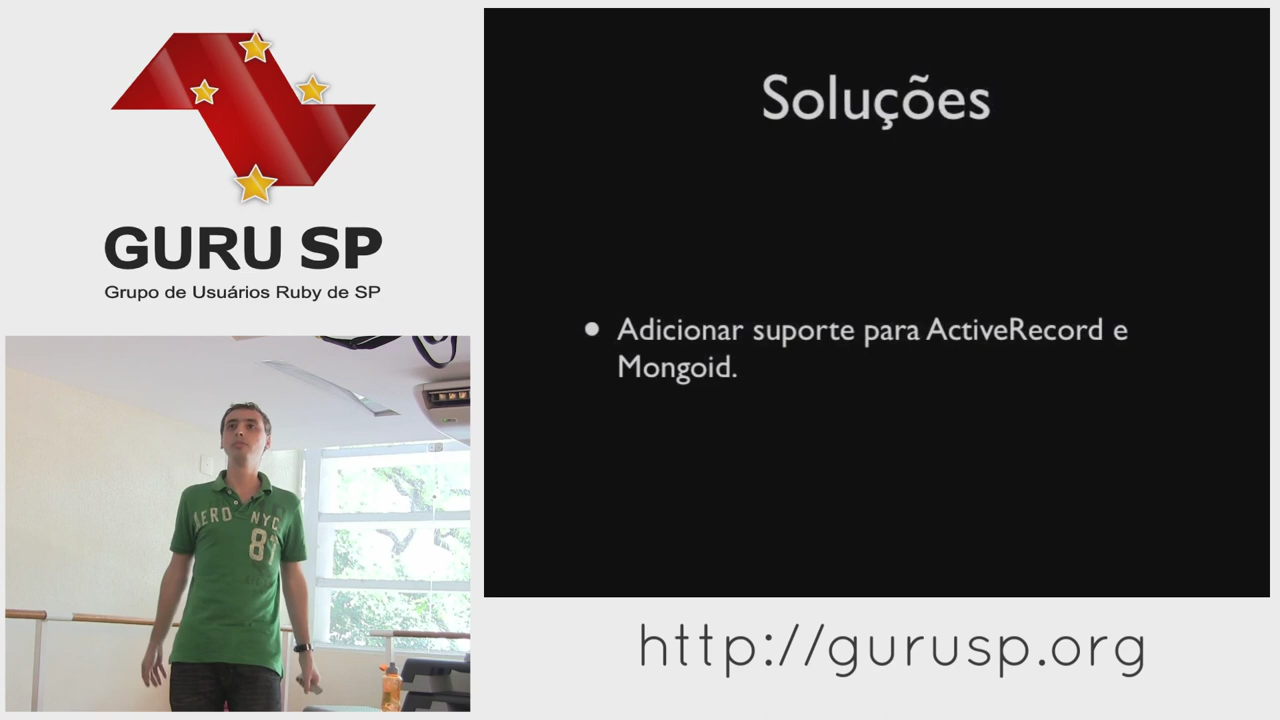 GURU SP
Grupo de Usuários Ruby de SP
Soluções
• Adicionar suporte para ActiveRecord e
Mongoid.
AERO NYC
87
http://gurusp.org